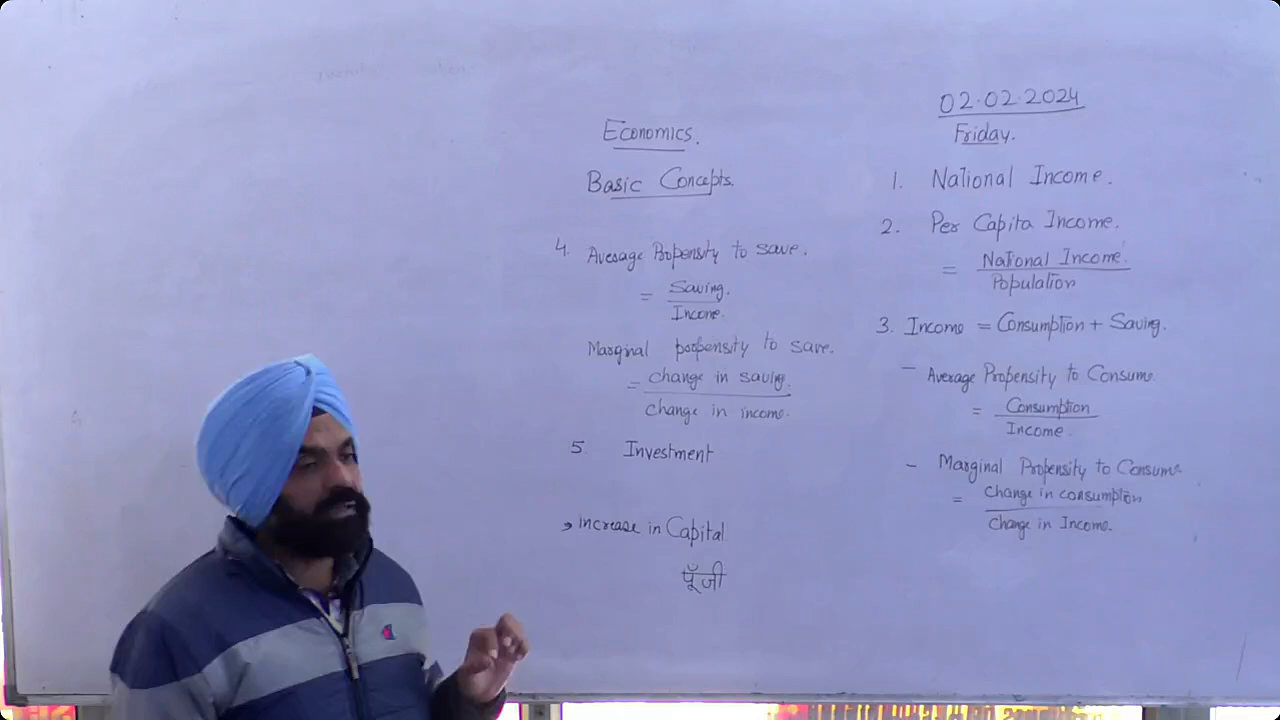 02.02.2024
Friday.
Economics.
Basic Concepts.
1. National Income.
2. Per Capita Income.
= National Income
Population
3. Income = Consumption + Saving.
- Average Propensity to Consume
= Consumption
Income.
- Marginal Propensity to Consume
= change in consumption
Change in Income.
4. Average Propensity to save.
= Saving.
Income.
Marginal propensity to save.
= change in saving.
change in income.
5. Investment
→ increase in Capital
पूँजी